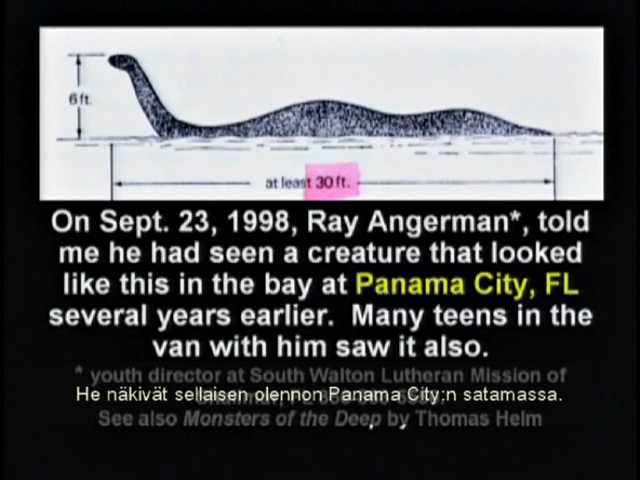 6 ft.
at least 30 ft.
On Sept. 23, 1998, Ray Angerman*, told
me he had seen a creature that looked
like this in the bay at Panama City, FL
several years earlier. Many teens in the
van with him saw it also.
* youth director at South Walton Lutheran Mission of
He näkivät sellaisen olennon Panama City:n satamassa.
See also Monsters of the Deep by Thomas Helm